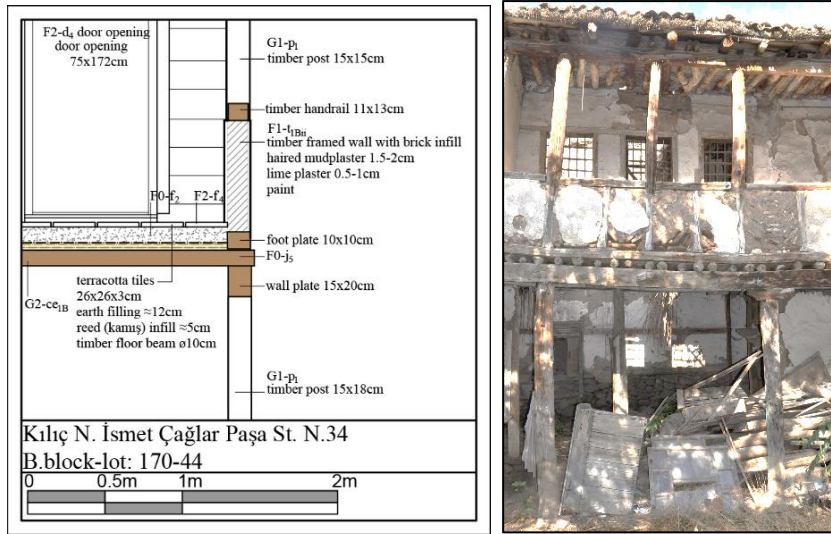 F2-d4 door opening
door opening
75x172cm
G1-p1
timber post 15x15cm
timber handrail 11x13cm
F1-t1Bii
timber framed wall with brick infill
haired mudplaster 1.5-2cm
lime plaster 0.5-1cm
paint
F0-f2
F2-f4
foot plate 10x10cm
F0-j5
wall plate 15x20cm
G2-ce1B
terracotta tiles
26x26x3cm
earth filling ≈12cm
reed (kamış) infill ≈5cm
timber floor beam ø10cm
G1-p1
timber post 15x18cm
Kılıç N. İsmet Çağlar Paşa St. N.34
B.block-lot: 170-44
0 0.5m 1m 2m